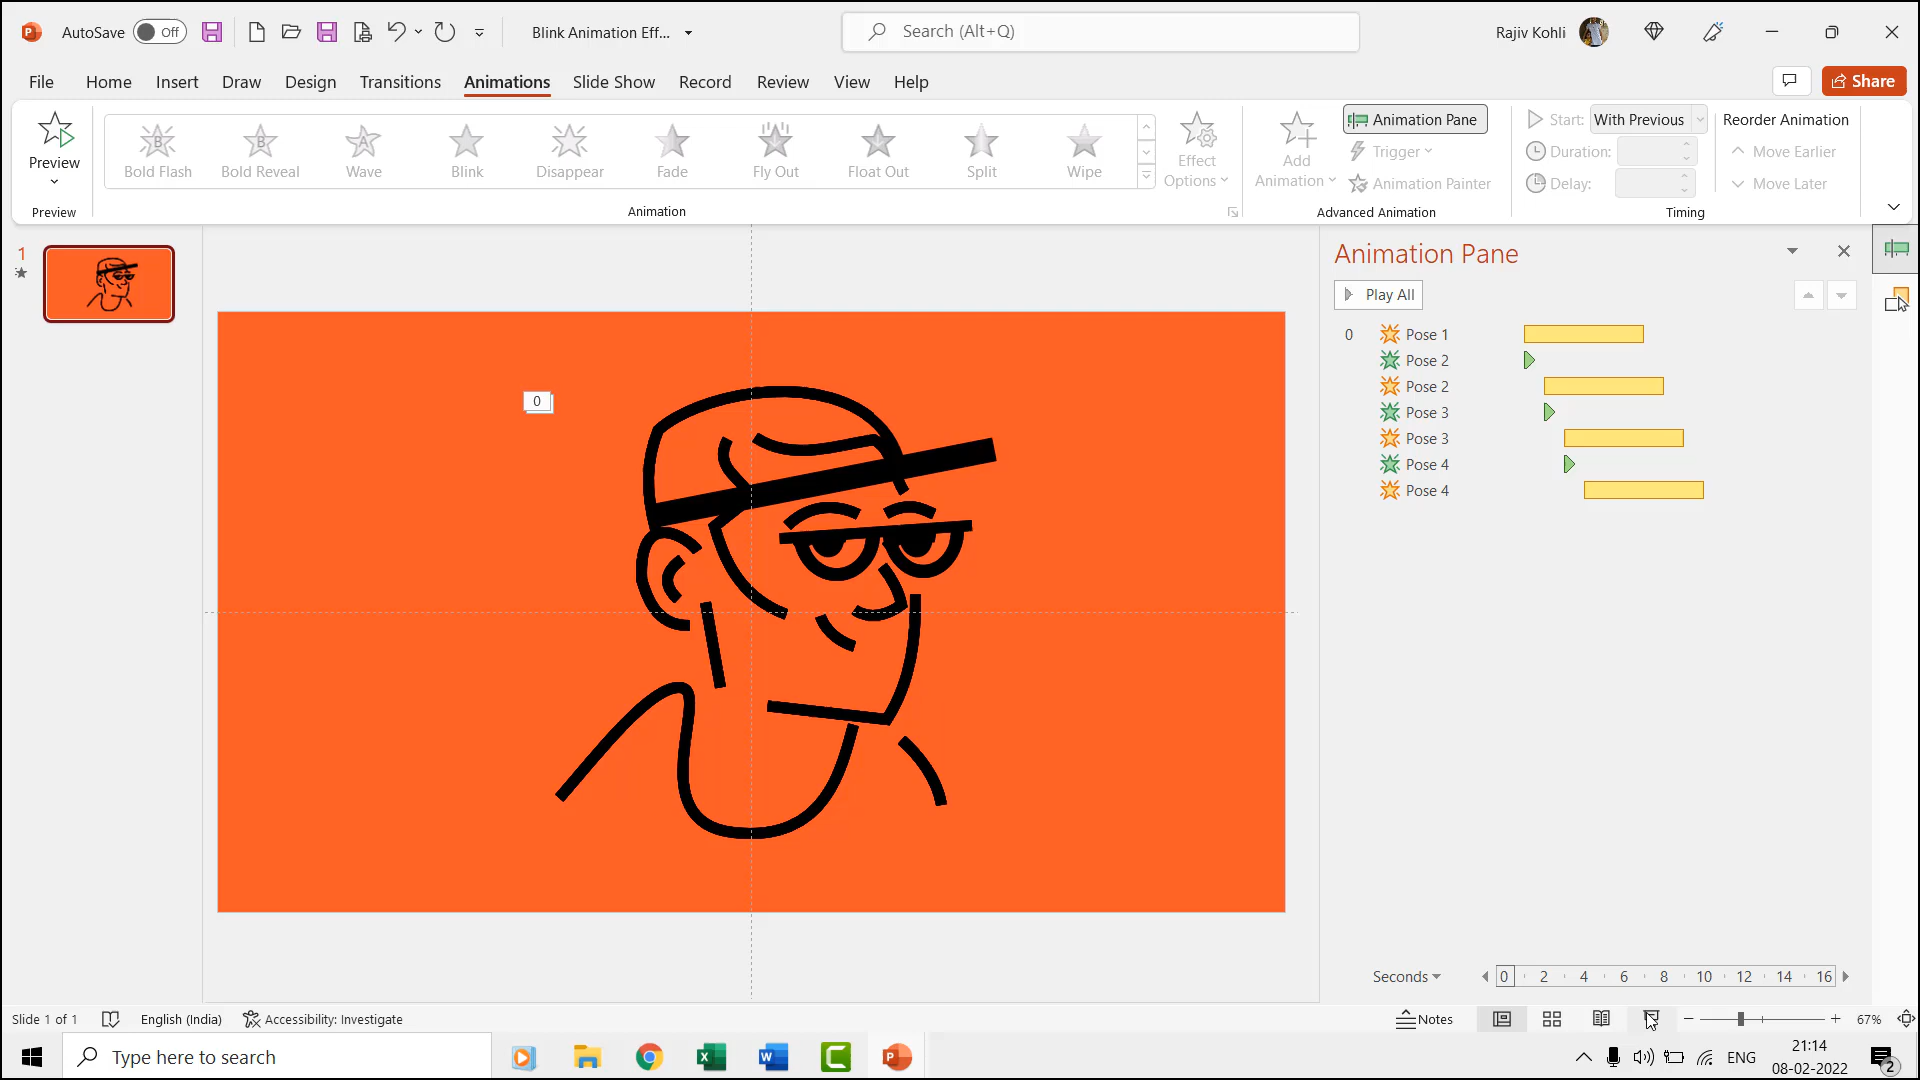 AutoSave Off Blink Animation Eff... Search (Alt+Q) Rajiv Kohli
File Home Insert Draw Design Transitions Animations Slide Show Record Review View Help Share
Preview
Bold Flash Bold Reveal Wave Blink Disappear Fade Fly Out Float Out Split Wipe
Effect
Options
Add
Animation
Animation Pane
Trigger
Animation Painter
Start: With Previous
Duration:
Delay:
Reorder Animation
Move Earlier
Move Later
Preview Animation Advanced Animation Timing
1
0
Animation Pane
Play All
0 Pose 1
Pose 2
Pose 2
Pose 3
Pose 3
Pose 4
Pose 4
Seconds 0 2 4 6 8 10 12 14 16
Slide 1 of 1 English (India) Accessibility: Investigate Notes 67%
Type here to search
ENG
21:14
08-02-2022
2